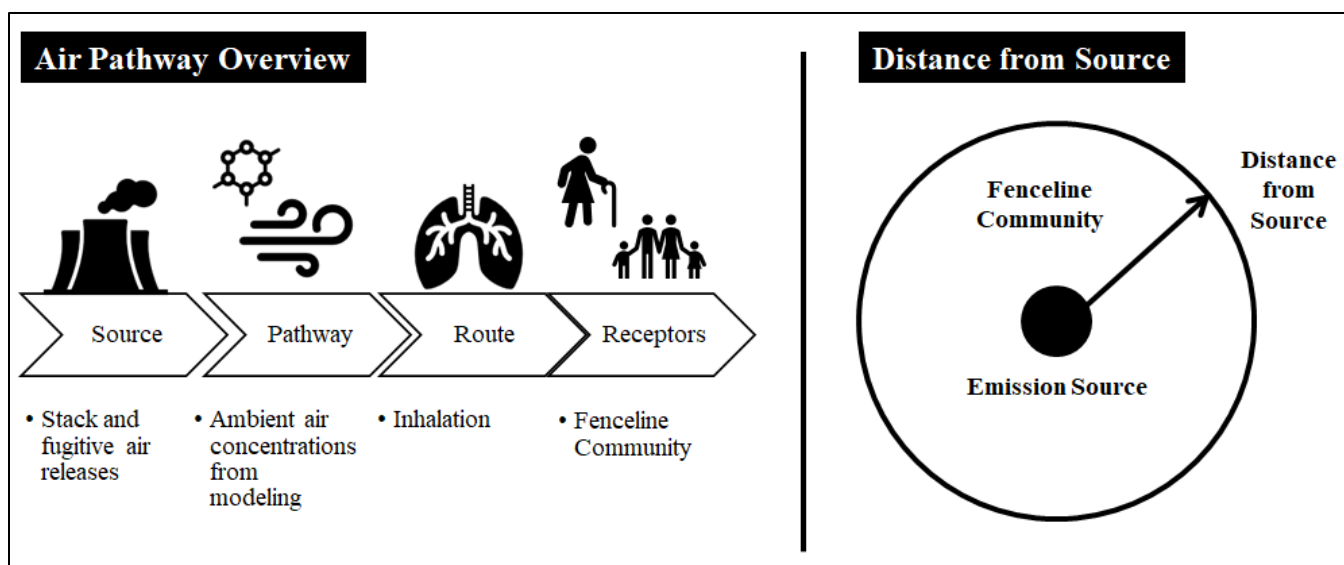 Air Pathway Overview
Source
Pathway
Route
Receptors
• Stack and
fugitive air
releases
• Ambient air
concentrations
from
modeling
• Inhalation
• Fenceline
Community
Distance from Source
Fenceline
Community
Distance
from
Source
Emission Source